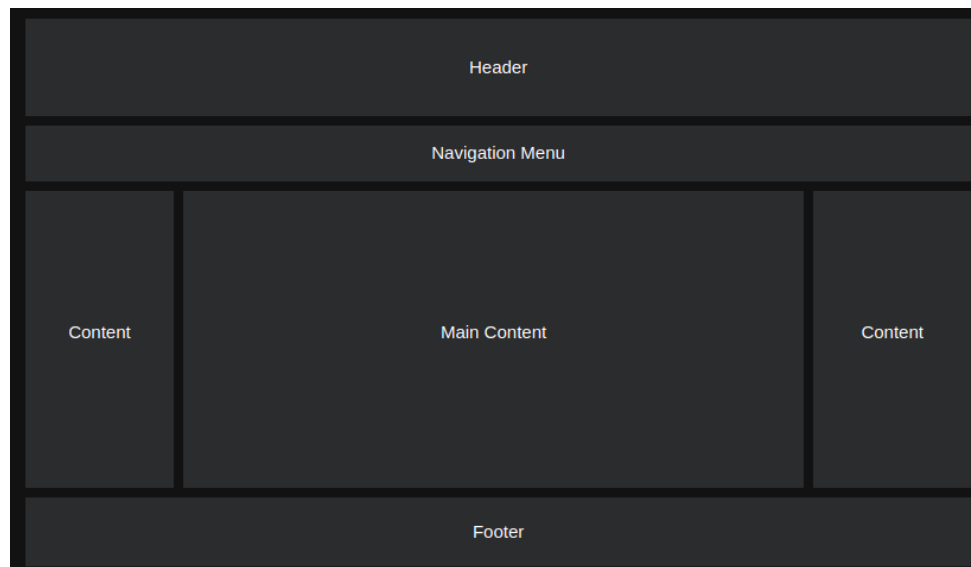 Header
Navigation Menu
Content
Main Content
Content
Footer